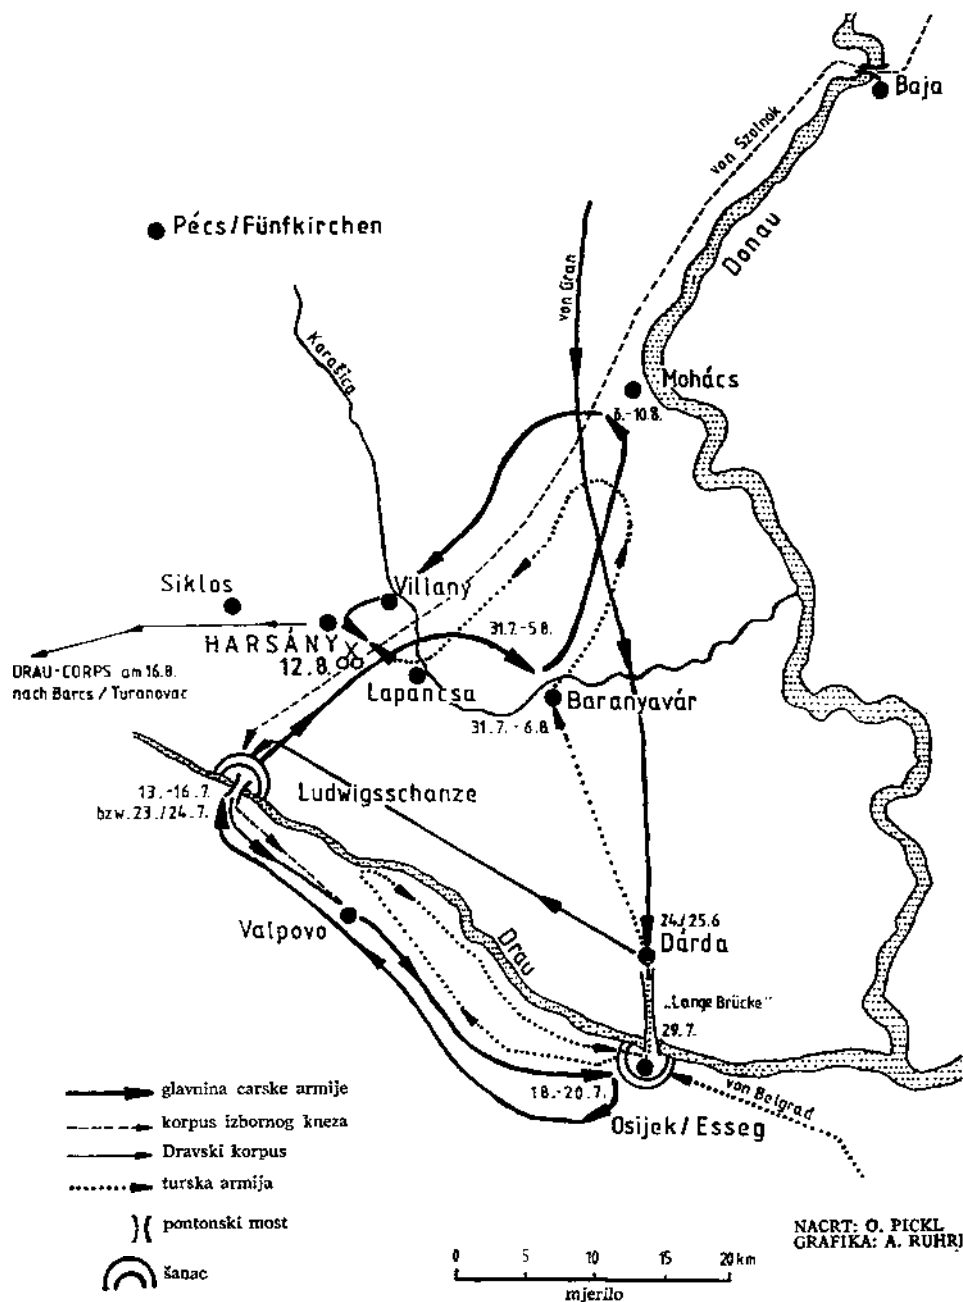 Baja
von Szolnok
Donau
Pécs/Fünfkirchen
von Gran
Karašica
Mohács
6.-10.8.
Siklos
Villany
HARSÁNY
12.8.
31.7.-5.8.
DRAU-CORPS am 16.8.
nach Barcs / Turanovac
Lapancsa
Baranyavár
31.7.-6.8.
Ludwigsschanze
13.-16.7.
bzw. 23./24.7.
Valpovo
24./25.6
Dárda
Drau
„Lange Brücke"
29.7.
18.-20.7.
von Belgrad
Osijek/Esseg
glavnina carske armije
korpus izbornog kneza
Dravski korpus
turska armija
pontonski most
šanac
NACRT: O. PICKL
GRAFIKA: A. RUHRI
0 5 10 15 20 km
mjerilo